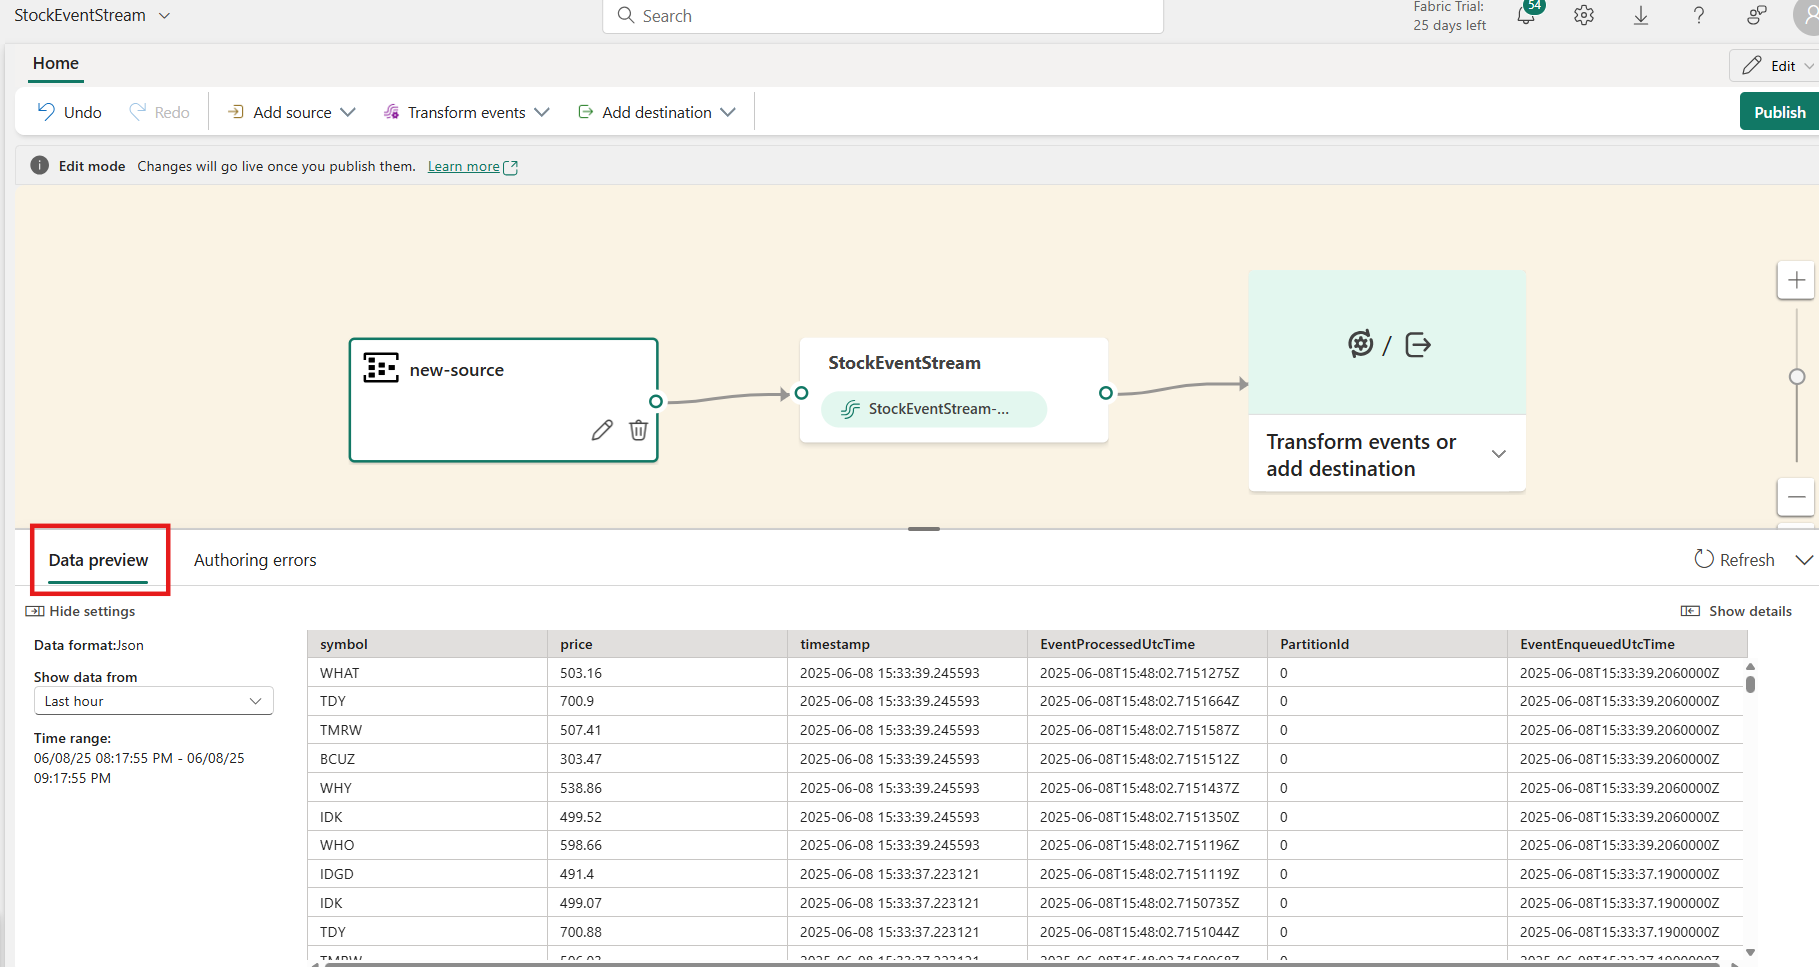 StockEventStream
Search
Fabric Trial:
25 days left
54
Home
Edit
Undo
Redo
Add source
Transform events
Add destination
Publish
Edit mode Changes will go live once you publish them. Learn more
new-source
StockEventStream
StockEventStream-...
/
Transform events or
add destination
Data preview
Authoring errors
Refresh
Hide settings
Show details
Data format:Json
Show data from
Last hour
Time range:
06/08/25 08:17:55 PM - 06/08/25
09:17:55 PM
symbol price timestamp EventProcessedUtcTime PartitionId EventEnqueuedUtcTime
WHAT 503.16 2025-06-08 15:33:39.245593 2025-06-08T15:48:02.7151275Z 0 2025-06-08T15:33:39.2060000Z
TDY 700.9 2025-06-08 15:33:39.245593 2025-06-08T15:48:02.7151664Z 0 2025-06-08T15:33:39.2060000Z
TMRW 507.41 2025-06-08 15:33:39.245593 2025-06-08T15:48:02.7151587Z 0 2025-06-08T15:33:39.2060000Z
BCUZ 303.47 2025-06-08 15:33:39.245593 2025-06-08T15:48:02.7151512Z 0 2025-06-08T15:33:39.2060000Z
WHY 538.86 2025-06-08 15:33:39.245593 2025-06-08T15:48:02.7151437Z 0 2025-06-08T15:33:39.2060000Z
IDK 499.52 2025-06-08 15:33:39.245593 2025-06-08T15:48:02.7151350Z 0 2025-06-08T15:33:39.2060000Z
WHO 598.66 2025-06-08 15:33:39.245593 2025-06-08T15:48:02.7151196Z 0 2025-06-08T15:33:39.2060000Z
IDGD 491.4 2025-06-08 15:33:37.223121 2025-06-08T15:48:02.7151119Z 0 2025-06-08T15:33:37.1900000Z
IDK 499.07 2025-06-08 15:33:37.223121 2025-06-08T15:48:02.7150735Z 0 2025-06-08T15:33:37.1900000Z
TDY 700.88 2025-06-08 15:33:37.223121 2025-06-08T15:48:02.7151044Z 0 2025-06-08T15:33:37.1900000Z